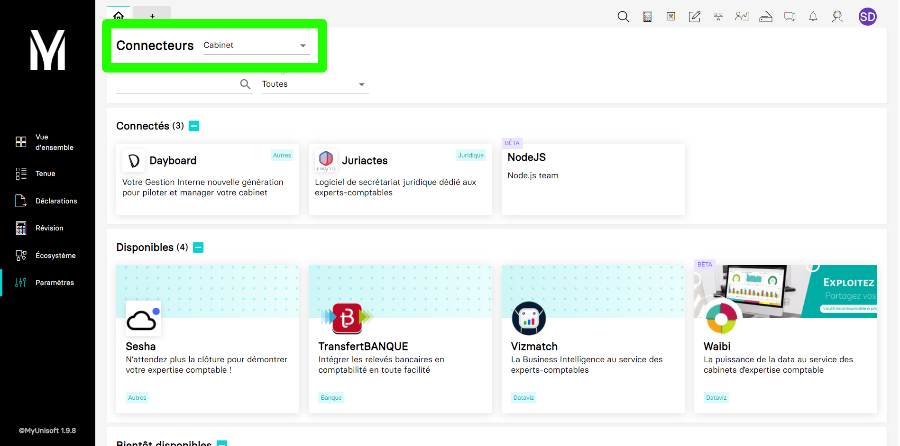 +
SD
Connecteurs Cabinet
Toutes
Vue
d'ensemble
Tenue
Déclarations
Révision
Écosystème
Paramètres
©MyUnisoft 1.9.8
Connectés (3)
Dayboard
Autres
Votre Gestion Interne nouvelle génération
pour piloter et manager votre cabinet
Juriactes
Juridique
Logiciel de secrétariat juridique dédié aux
experts-comptables
BÊTA
NodeJS
Node.js team
Disponibles (4)
Sesha
N'attendez plus la clôture pour démontrer
votre expertise comptable !
Autres
TransfertBANQUE
Intégrer les relevés bancaires en
comptabilité en toute facilité
Banque
Vizmatch
La Business Intelligence au service des
experts-comptables
Dataviz
BÊTA
EXPLOITEZ
Partagez vos
Waibi
La puissance de la data au service des
cabinets d'expertise comptable
Dataviz
Bientôt disponibles